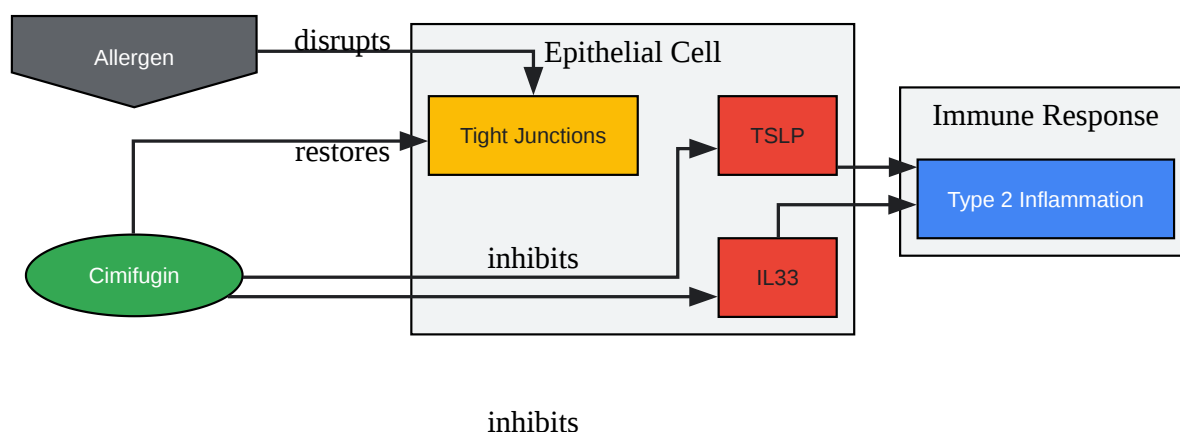 Allergen
disrupts
Epithelial Cell
Tight Junctions
TSLP
Immune Response
restores
Type 2 Inflammation
Cimifugin
inhibits
IL33
inhibits